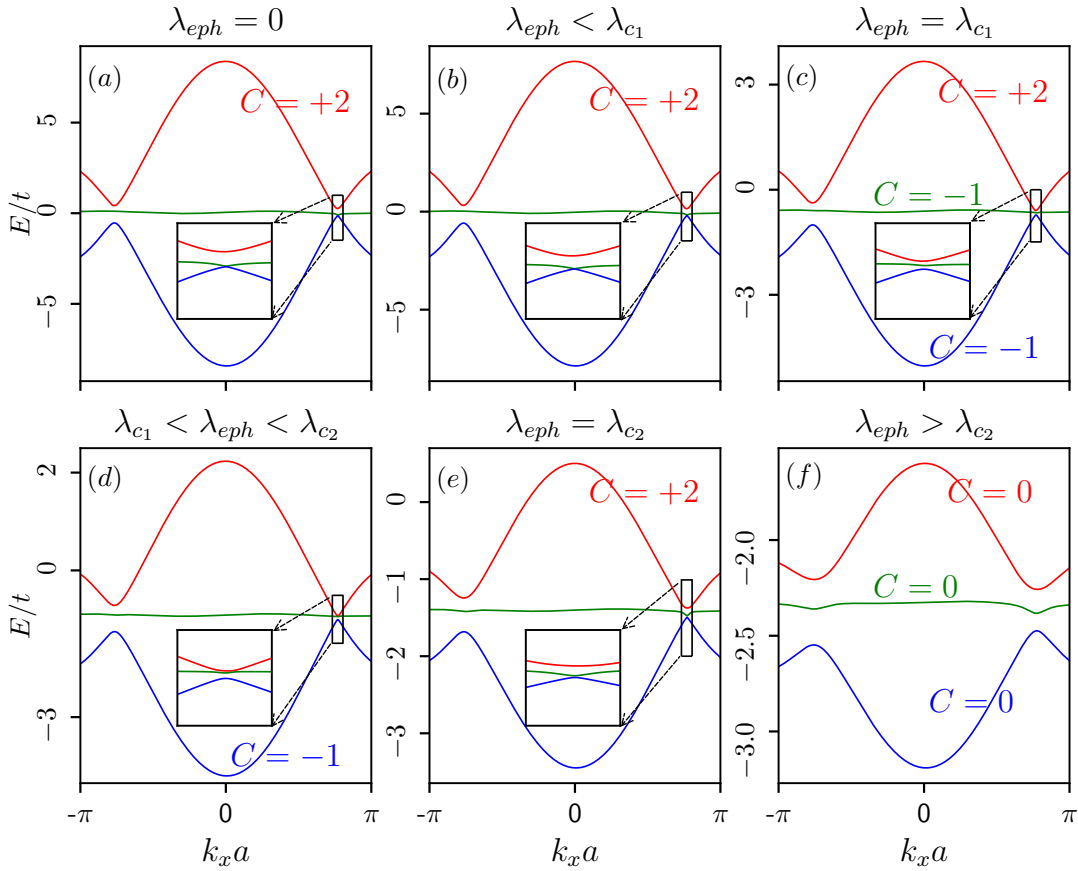 λ_eph = 0
λ_eph < λ_c1
λ_eph = λ_c1
(a)
C = +2
(b)
C = +2
(c)
C = +2
C = −1
C = −1
E/t
5
0
−5
5
0
−5
3
0
−3
λ_c1 < λ_eph < λ_c2
λ_eph = λ_c2
λ_eph > λ_c2
(d)
C = −1
(e)
C = +2
(f)
C = 0
C = 0
C = 0
E/t
2
0
−3
0
−1
−2
−3
-2.0
-2.5
-3.0
-π 0 π
-π 0 π
-π 0 π
k_x a
k_x a
k_x a